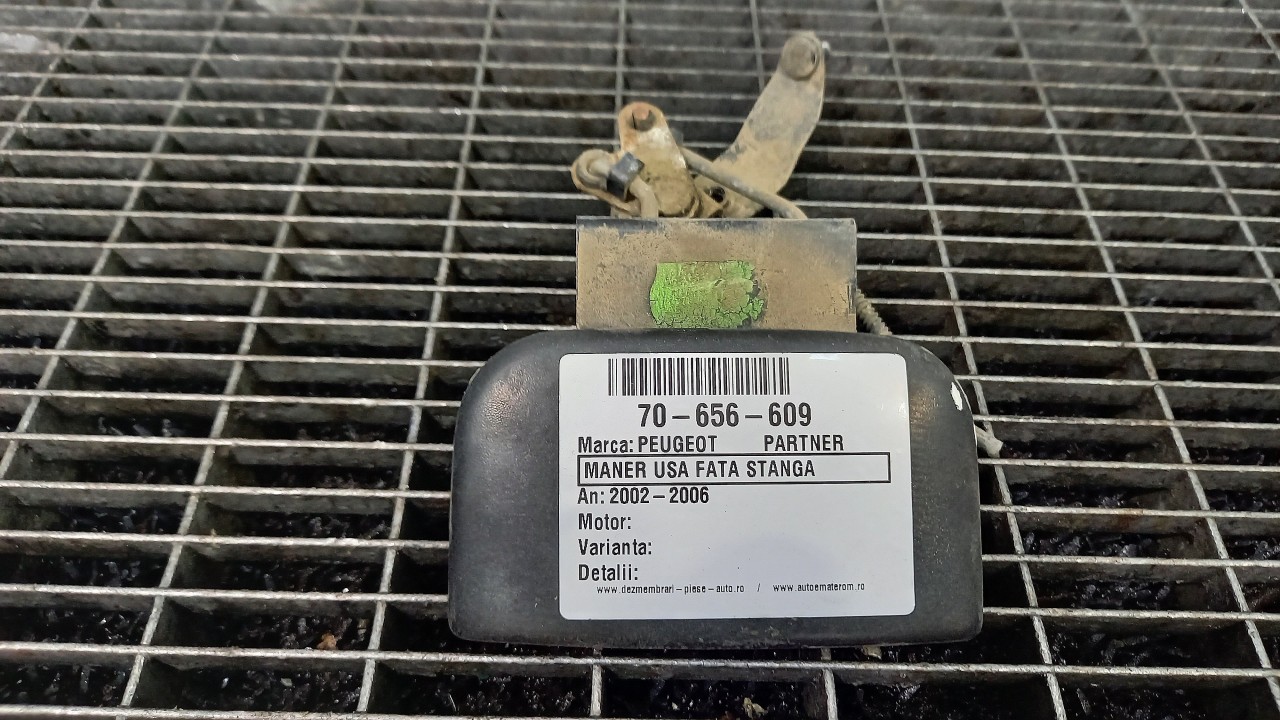 70-656-609
Marca: PEUGEOT PARTNER
MANER USA FATA STANGA
An: 2002-2006
Motor:
Varianta:
Detalii:
www.dezmembrari-piese-auto.ro / www.autoematerom.ro